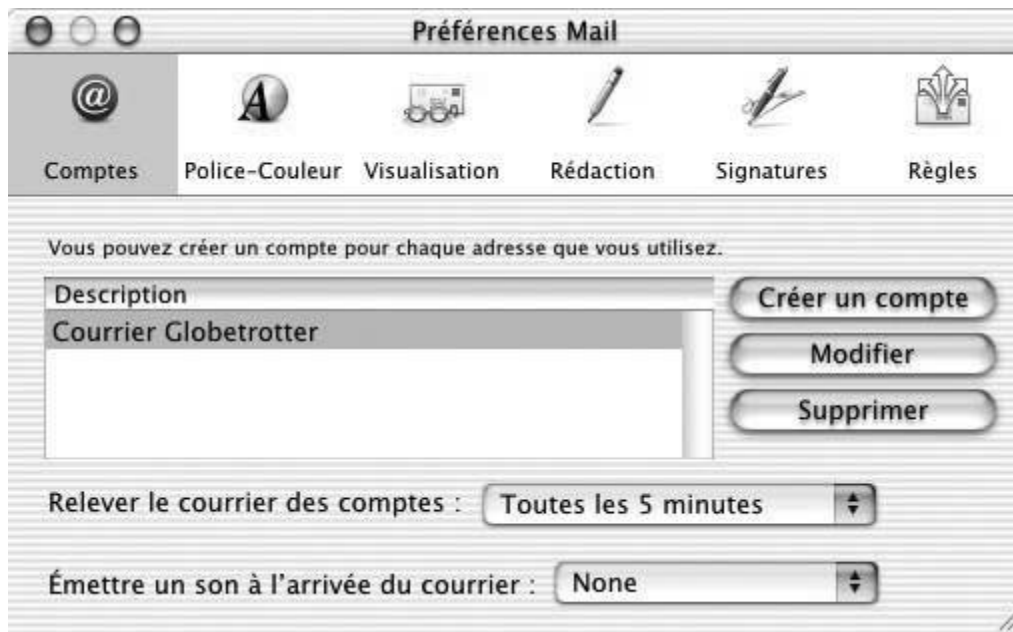 Préférences Mail
@
A
Comptes
Police-Couleur
Visualisation
Rédaction
Signatures
Règles
Vous pouvez créer un compte pour chaque adresse que vous utilisez.
Description
Courrier Globetrotter
Créer un compte
Modifier
Supprimer
Relever le courrier des comptes : Toutes les 5 minutes
Émettre un son à l'arrivée du courrier : None